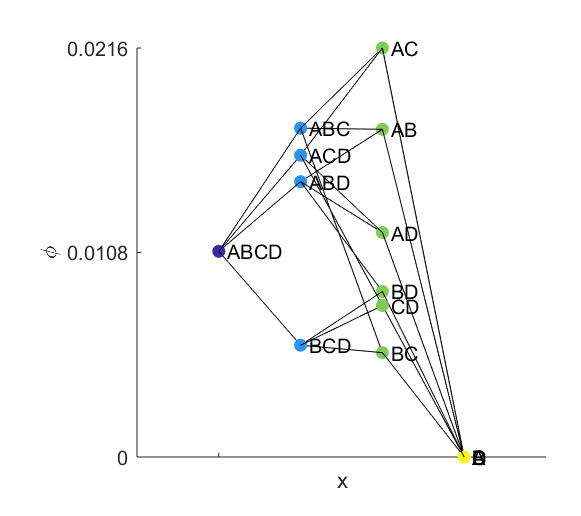 0.0216
AC
ABC
AB
ACD
ABD
AD
ϕ
0.0108
ABCD
BD
CD
BCD
BC
0
x